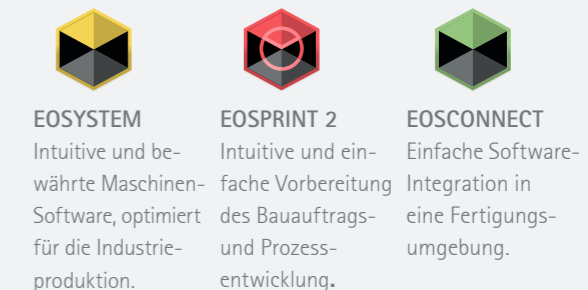 EOSYSTEM
Intuitive und be-
währte Maschinen-
Software, optimiert
für die Industrie-
produktion.
EOSPRINT 2
Intuitive und ein-
fache Vorbereitung
des Bauauftrags-
und Prozess-
entwicklung.
EOSCONNECT
Einfache Software-
Integration in
eine Fertigungs-
umgebung.